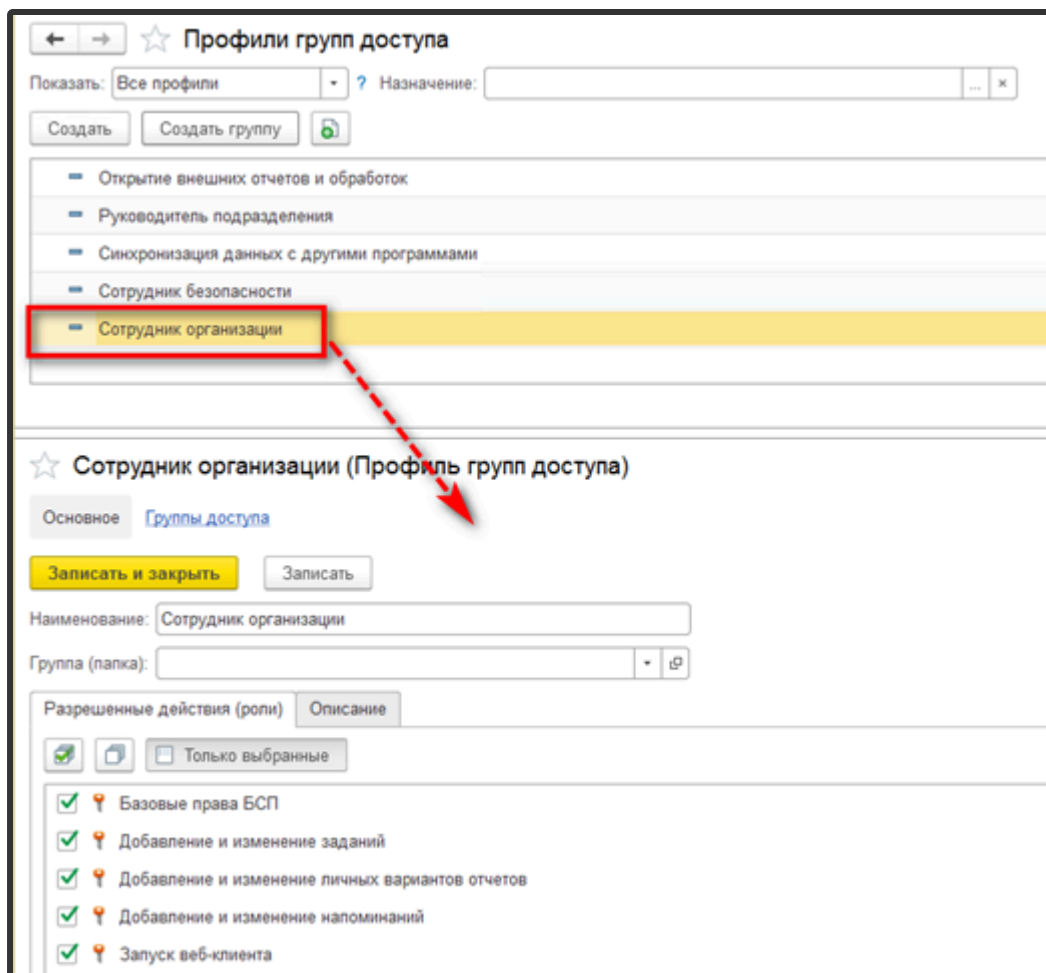 Профили групп доступа
Показать: Все профили ? Назначение: ... ×
Создать Создать группу
Открытие внешних отчетов и обработок
Руководитель подразделения
Синхронизация данных с другими программами
Сотрудник безопасности
Сотрудник организации
Сотрудник организации (Профиль групп доступа)
Основное Группы доступа
Записать и закрыть Записать
Наименование: Сотрудник организации
Группа (папка):
Разрешенные действия (роли) Описание
Только выбранные
Базовые права БСП
Добавление и изменение заданий
Добавление и изменение личных вариантов отчетов
Добавление и изменение напоминаний
Запуск веб-клиента